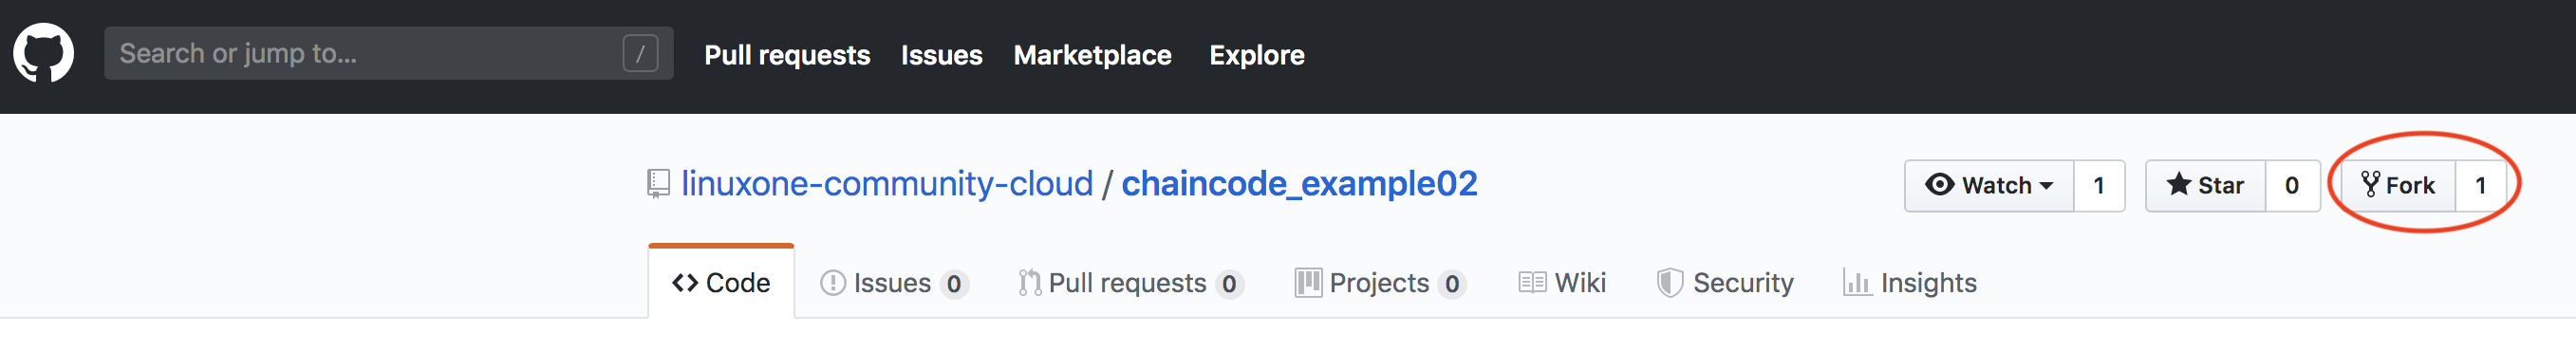 Search or jump to... / Pull requests Issues Marketplace Explore
linuxone-community-cloud / chaincode_example02 Watch 1 Star 0 Fork 1
Code Issues 0 Pull requests 0 Projects 0 Wiki Security Insights